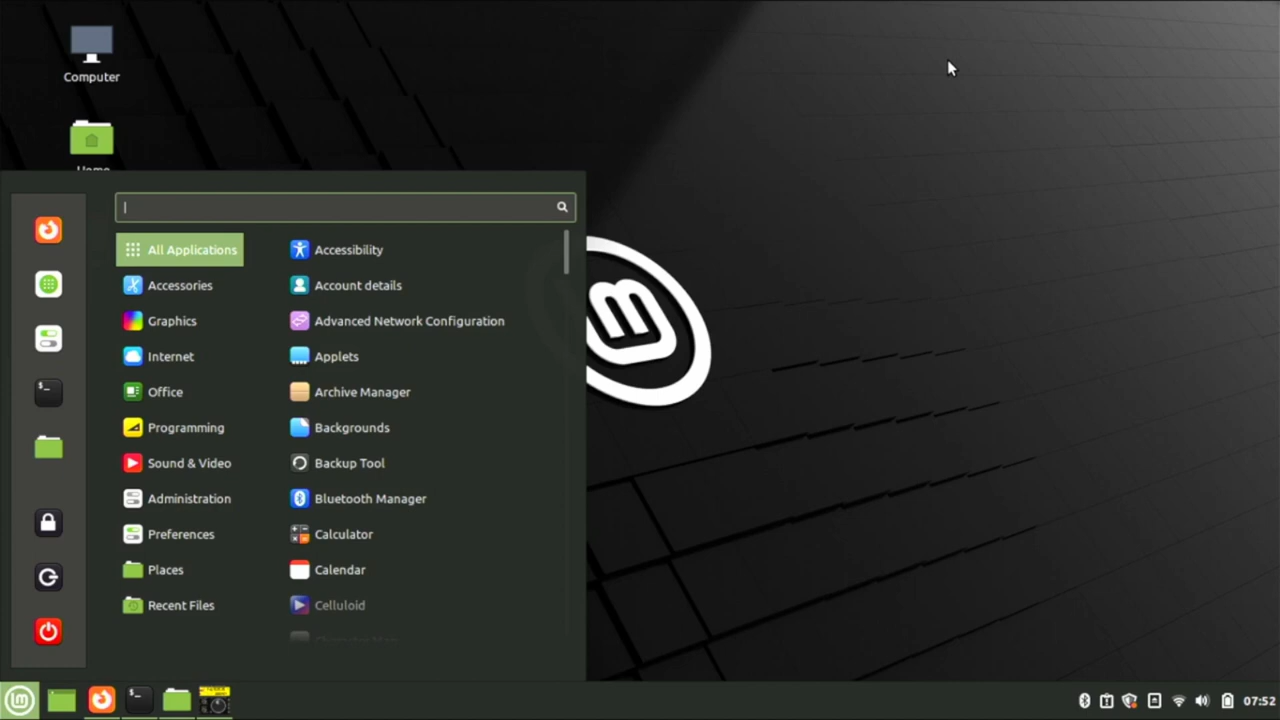 Computer
Home
All Applications
Accessories
Graphics
Internet
Office
Programming
Sound & Video
Administration
Preferences
Places
Recent Files
Accessibility
Account details
Advanced Network Configuration
Applets
Archive Manager
Backgrounds
Backup Tool
Bluetooth Manager
Calculator
Calendar
Celluloid
07:52